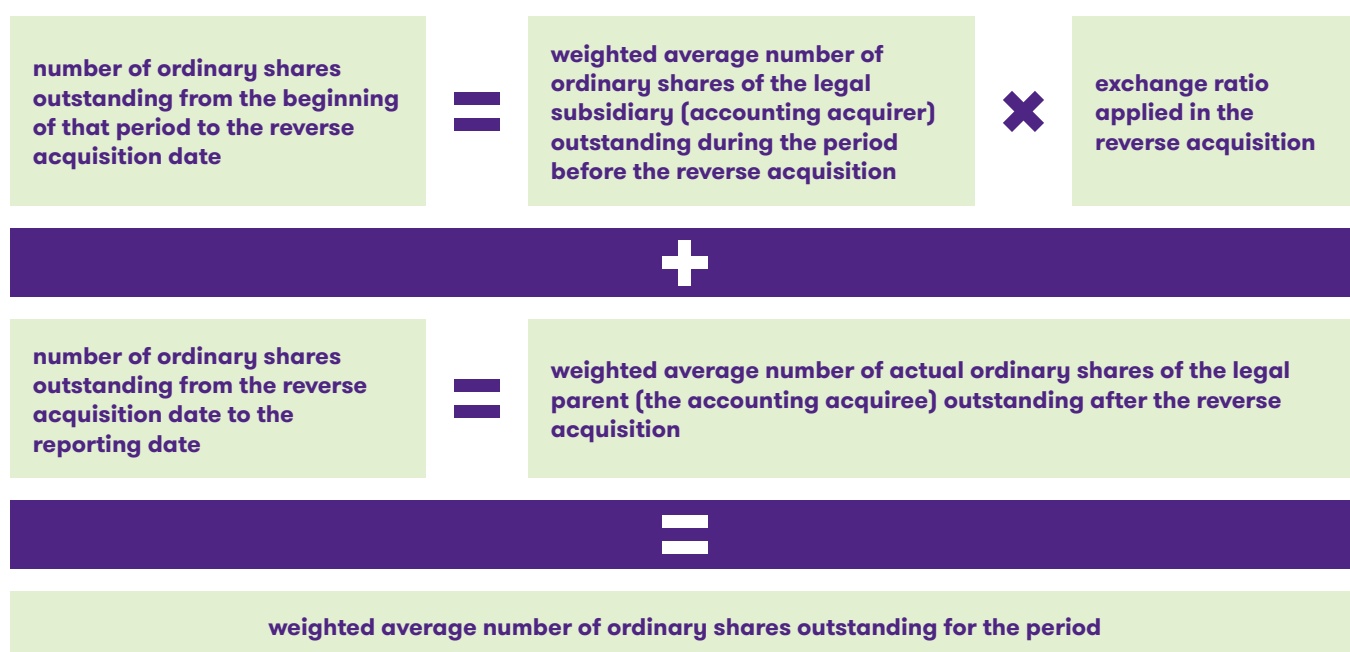 number of ordinary shares
outstanding from the beginning
of that period to the reverse
acquisition date
=
weighted average number of
ordinary shares of the legal
subsidiary (accounting acquirer)
outstanding during the period
before the reverse acquisition
×
exchange ratio
applied in the
reverse acquisition
+
number of ordinary shares
outstanding from the reverse
acquisition date to the
reporting date
=
weighted average number of actual ordinary shares of the legal
parent (the accounting acquiree) outstanding after the reverse
acquisition
=
weighted average number of ordinary shares outstanding for the period